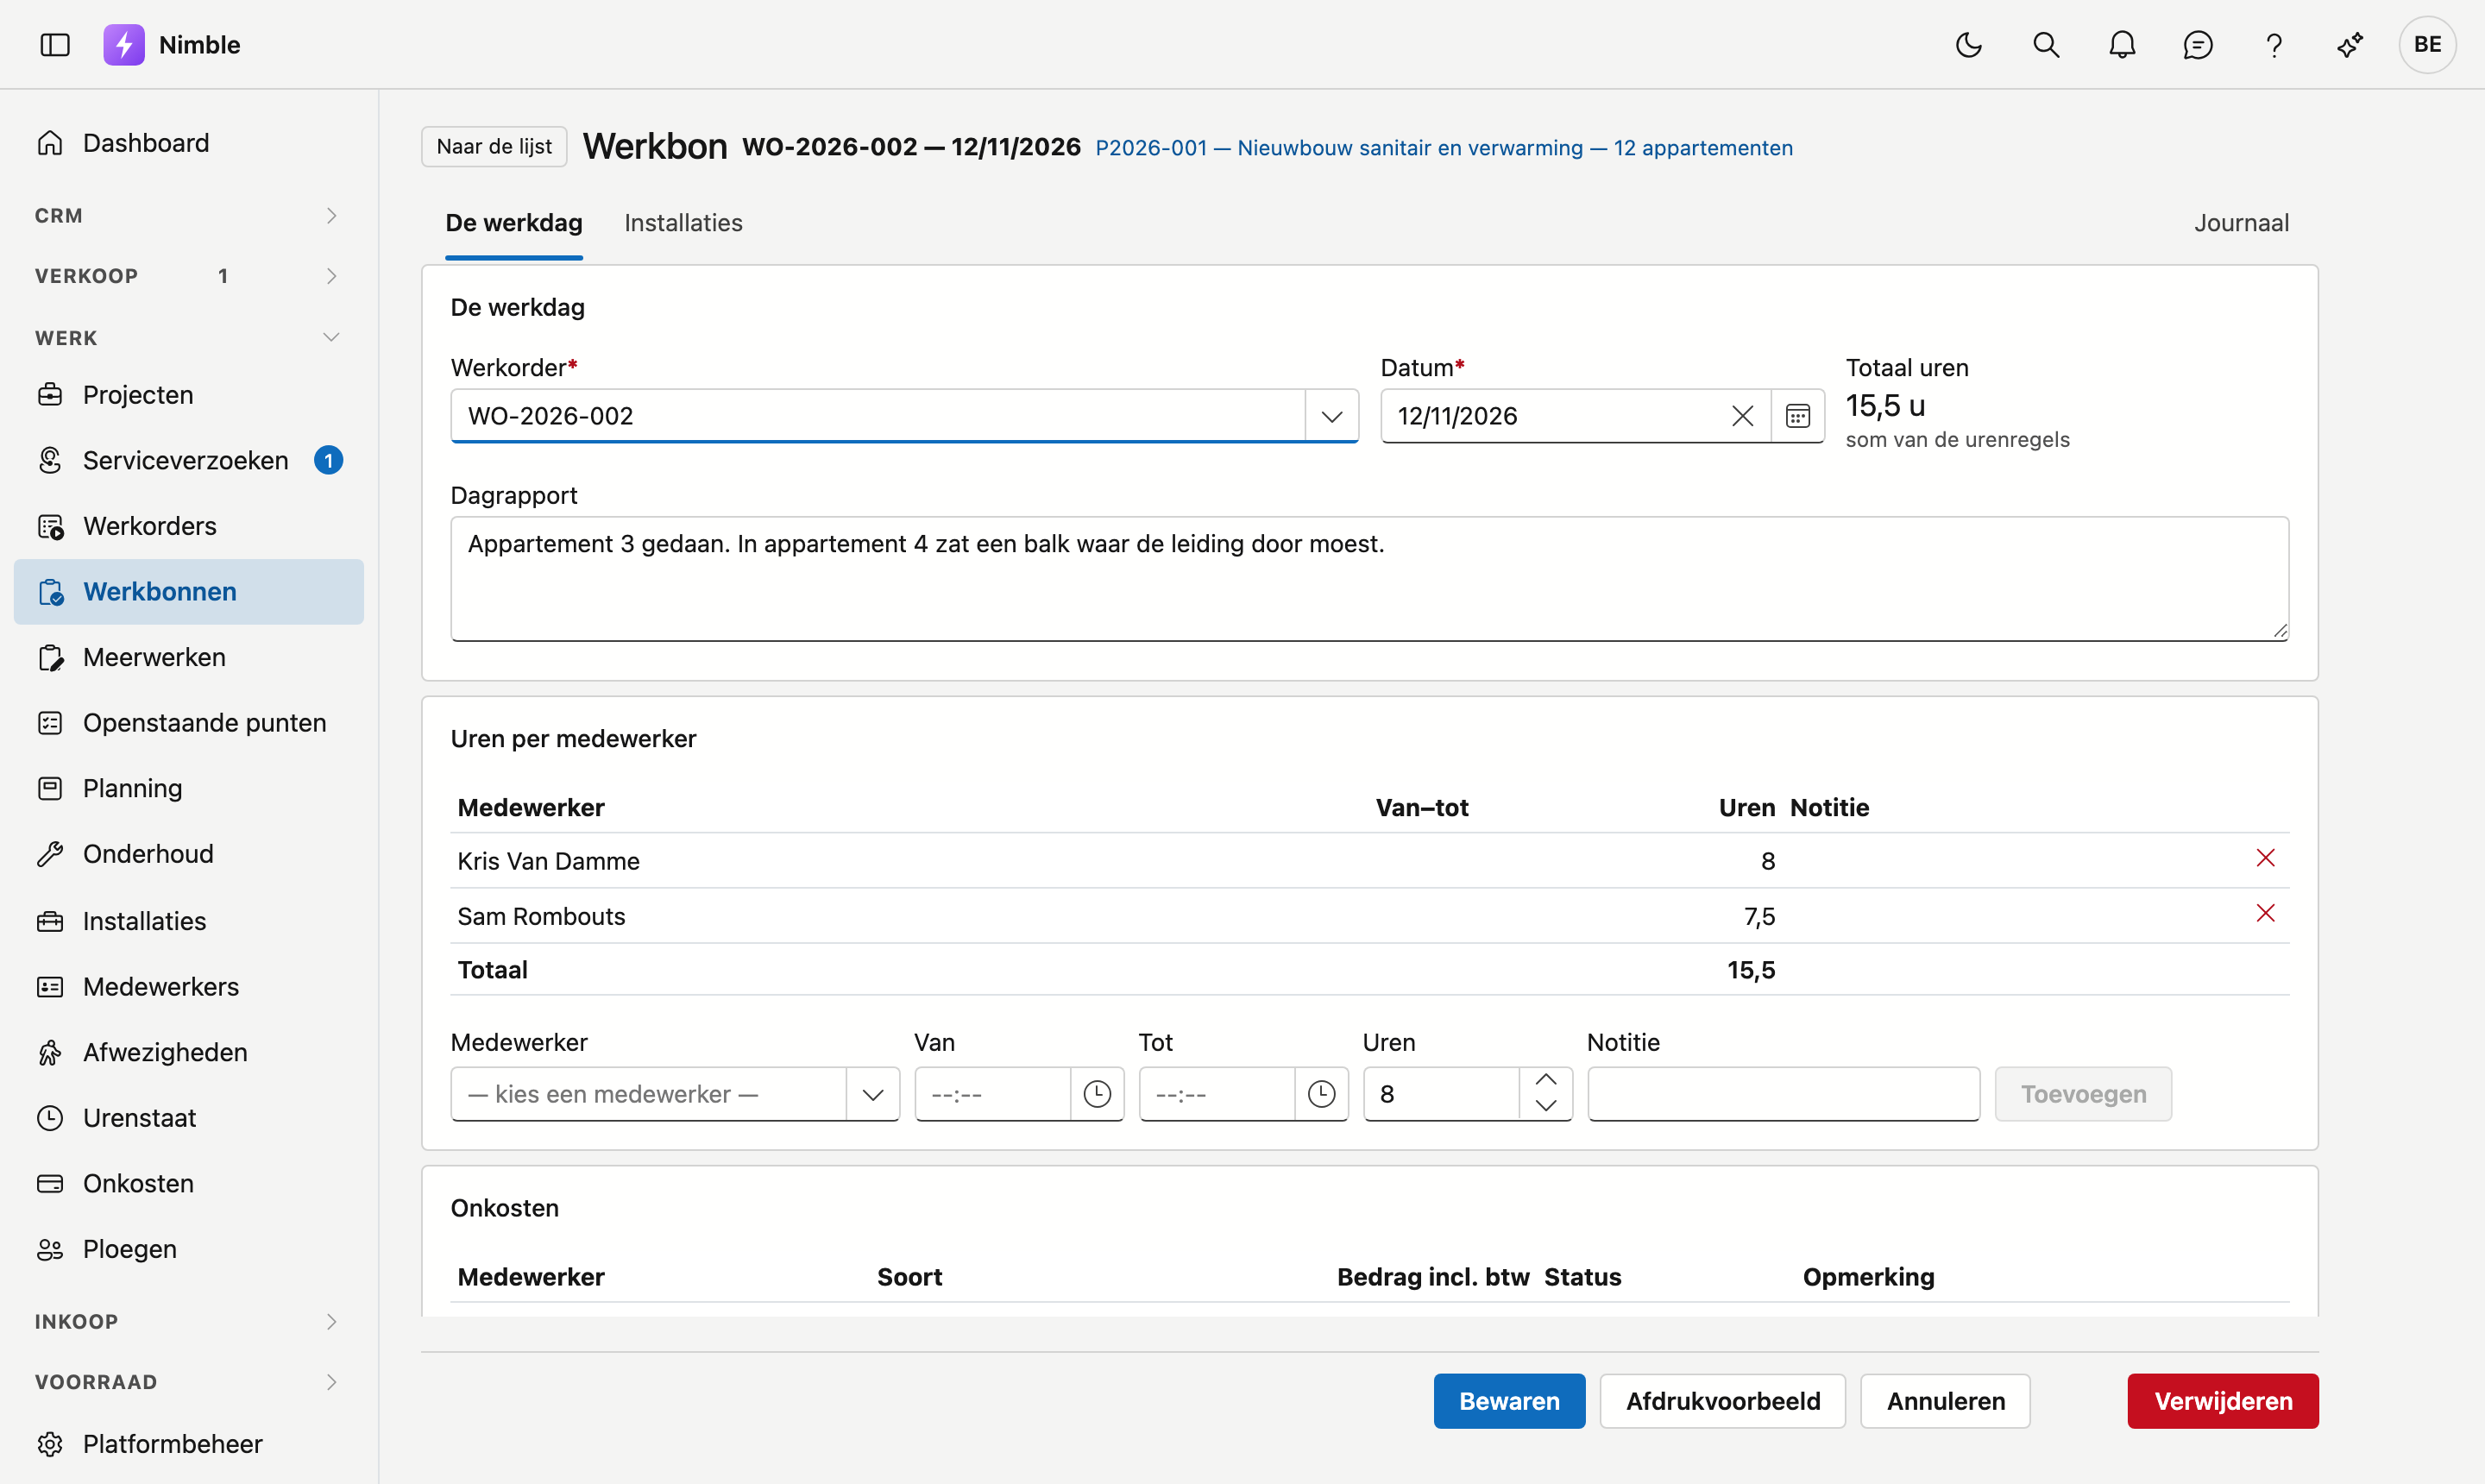 Nimble
BE
Dashboard
CRM
VERKOOP 1
WERK
Projecten
Serviceverzoeken 1
Werkorders
Werkbonnen
Meerwerken
Openstaande punten
Planning
Onderhoud
Installaties
Medewerkers
Afwezigheden
Urenstaat
Onkosten
Ploegen
INKOOP
VOORRAAD
Platformbeheer
Naar de lijst Werkbon WO-2026-002 — 12/11/2026 P2026-001 — Nieuwbouw sanitair en verwarming — 12 appartementen
De werkdag Installaties Journaal
De werkdag
Werkorder* Datum* Totaal uren
WO-2026-002 12/11/2026 15,5 u
som van de urenregels
Dagrapport
Appartement 3 gedaan. In appartement 4 zat een balk waar de leiding door moest.
Uren per medewerker
Medewerker Van–tot Uren Notitie
Kris Van Damme 8
Sam Rombouts 7,5
Totaal 15,5
Medewerker Van Tot Uren Notitie
— kies een medewerker — --:-- --:-- 8 Toevoegen
Onkosten
Medewerker Soort Bedrag incl. btw Status Opmerking
Bewaren Afdrukvoorbeeld Annuleren Verwijderen